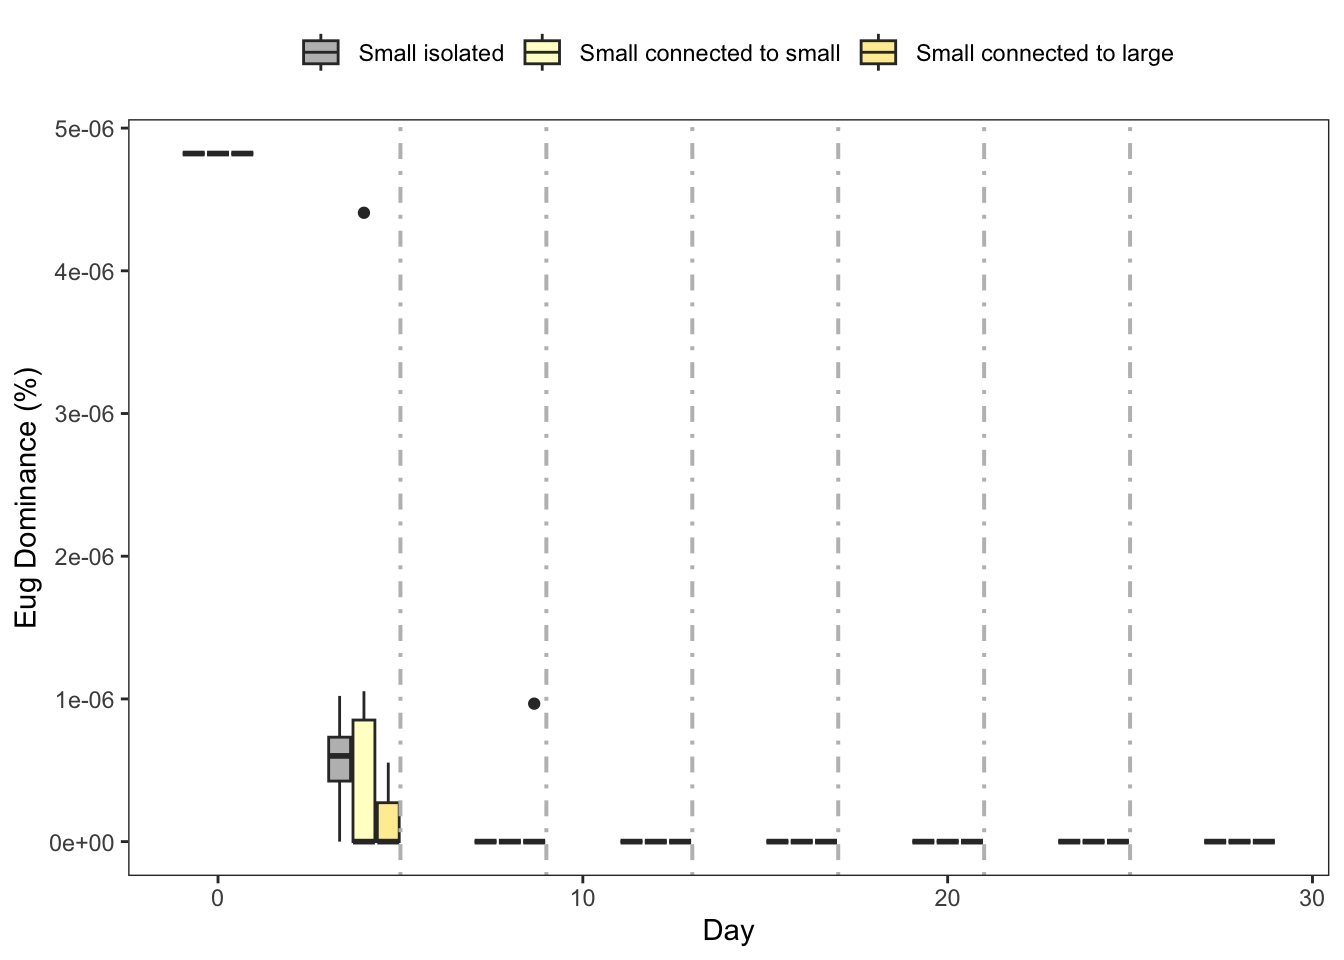 Small isolated Small connected to small Small connected to large
5e-06
4e-06
3e-06
2e-06
1e-06
0e+00
Eug Dominance (%)
0 10 20 30
Day